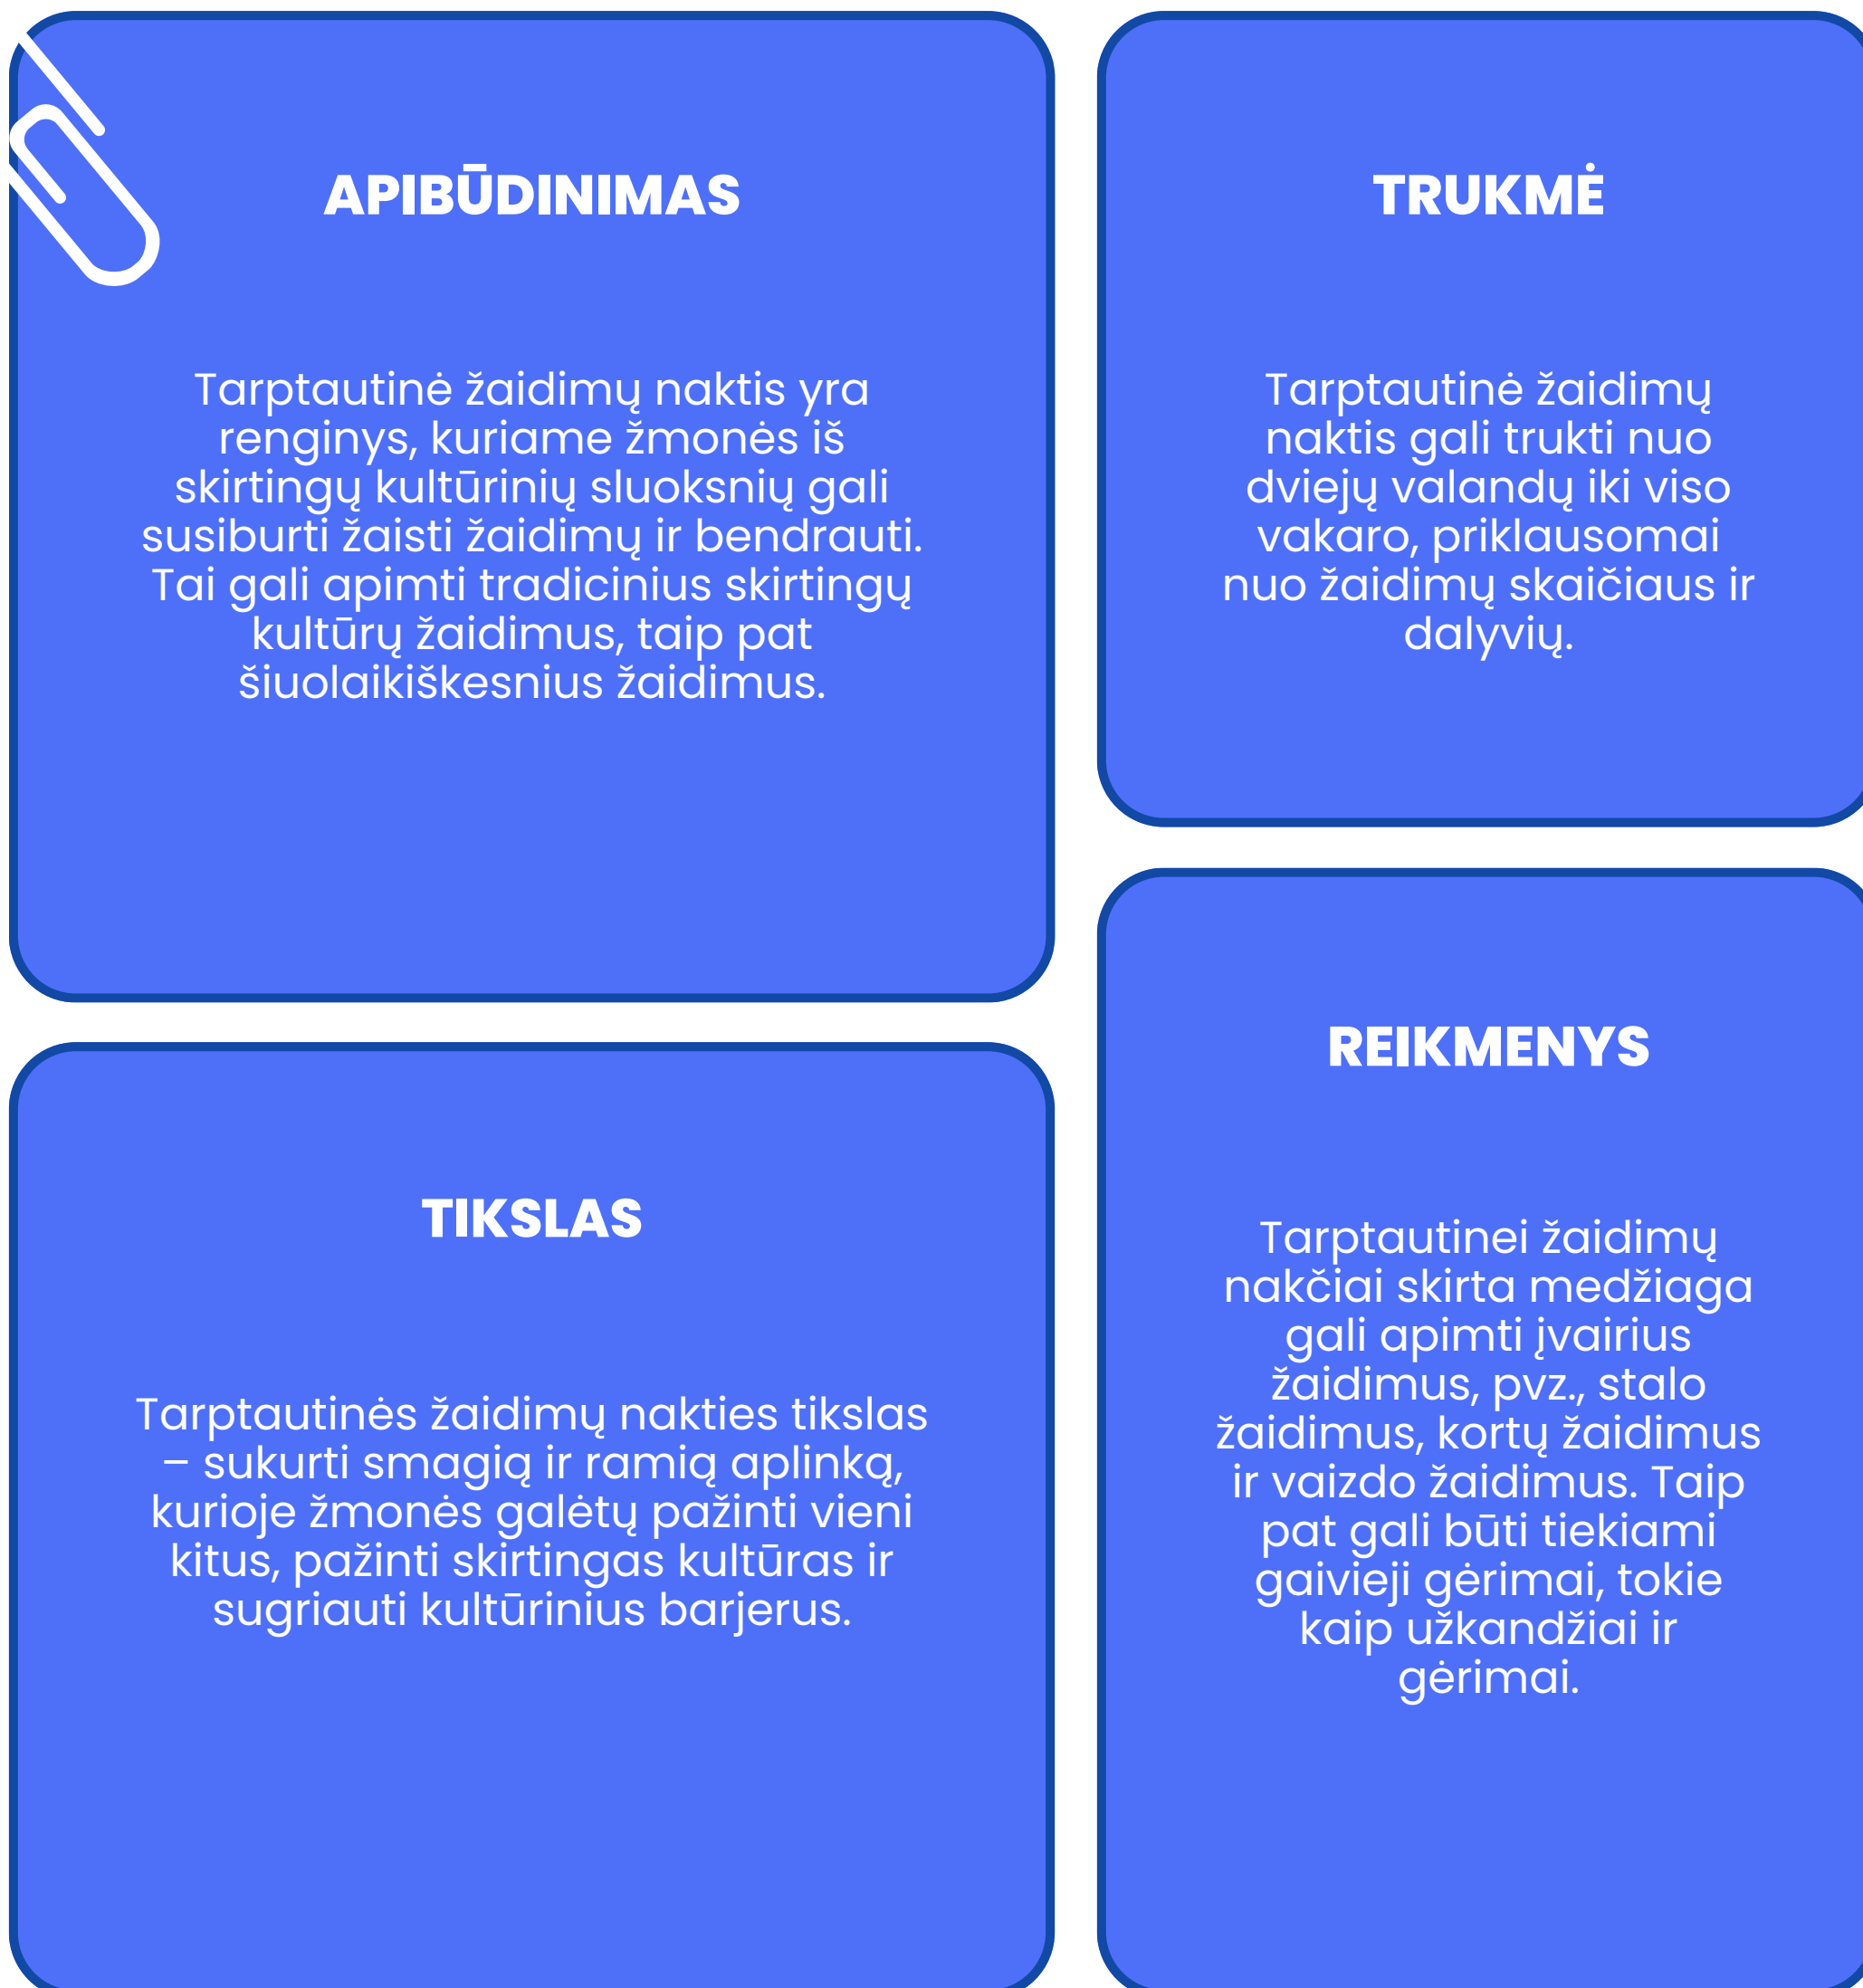 APIBŪDINIMAS
Tarptautinė žaidimų naktis yra
renginys, kuriame žmonės iš
skirtingų kultūrinių sluoksnių gali
susiburti žaisti žaidimų ir bendrauti.
Tai gali apimti tradicinius skirtingų
kultūrų žaidimus, taip pat
šiuolaikiškesnius žaidimus.
TRUKMĖ
Tarptautinė žaidimų
naktis gali trukti nuo
dviejų valandų iki viso
vakaro, priklausomai
nuo žaidimų skaičiaus ir
dalyvių.
TIKSLAS
Tarptautinės žaidimų nakties tikslas
– sukurti smagią ir ramią aplinką,
kurioje žmonės galėtų pažinti vieni
kitus, pažinti skirtingas kultūras ir
sugriauti kultūrinius barjerus.
REIKMENYS
Tarptautinei žaidimų
nakčiai skirta medžiaga
gali apimti įvairius
žaidimus, pvz., stalo
žaidimus, kortų žaidimus
ir vaizdo žaidimus. Taip
pat gali būti tiekiami
gaivieji gėrimai, tokie
kaip užkandžiai ir
gėrimai.